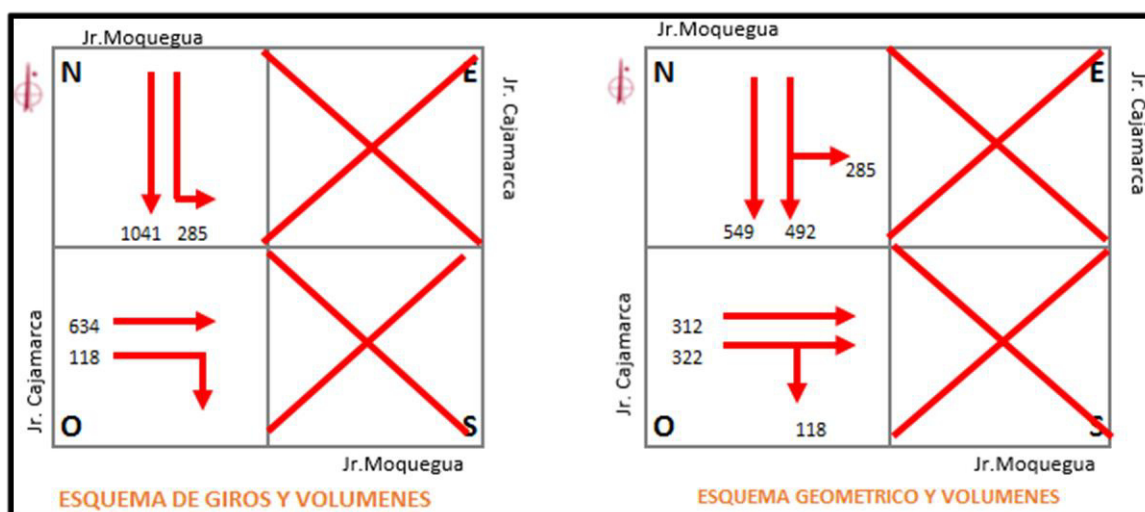 Jr.Moquegua
N
E
Jr. Cajamarca
1041 285
634
118
Jr. Cajamarca
O
S
Jr.Moquegua
ESQUEMA DE GIROS Y VOLUMENES
Jr.Moquegua
N
E
Jr. Cajamarca
285
549 492
312
322
Jr. Cajamarca
O
118
S
Jr.Moquegua
ESQUEMA GEOMETRICO Y VOLUMENES